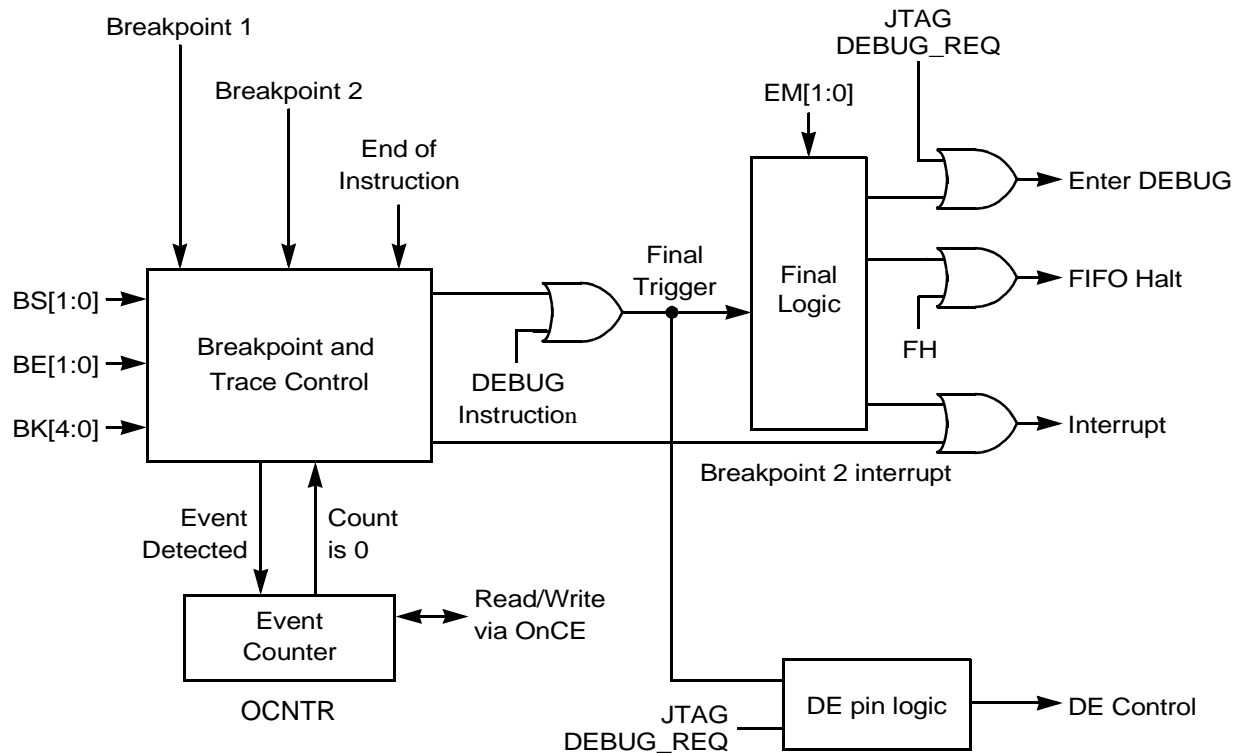 Breakpoint 1
Breakpoint 2
End of
Instruction
JTAG
DEBUG_REQ
EM[1:0]
Enter DEBUG
BS[1:0]
BE[1:0]
BK[4:0]
Breakpoint and
Trace Control
DEBUG
Instruction
Final
Trigger
Final
Logic
FIFO Halt
FH
Interrupt
Breakpoint 2 interrupt
Event
Detected
Count
is 0
Event
Counter
Read/Write
via OnCE
OCNTR
JTAG
DEBUG_REQ
DE pin logic
DE Control